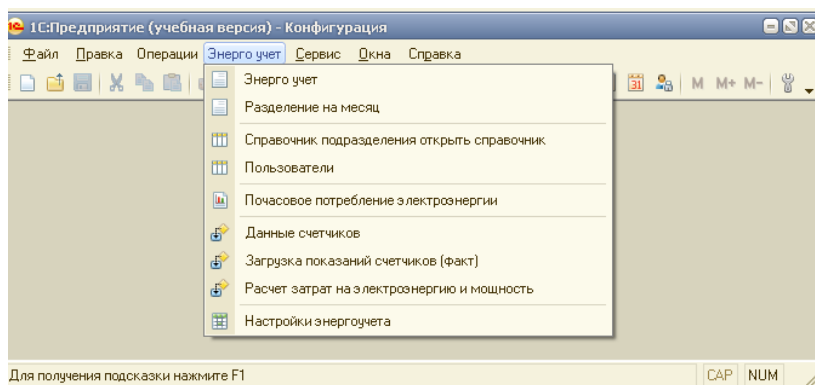 1С:Предприятие (учебная версия) - Конфигурация
Файл Правка Операции Энерго учет Сервис Окна Справка
31 M M+ M-
Энерго учет
Разделение на месяц
Справочник подразделения открыть справочник
Пользователи
Почасовое потребление электроэнергии
Данные счетчиков
Загрузка показаний счетчиков (факт)
Расчет затрат на электроэнергию и мощность
Настройки энергоучета
Для получения подсказки нажмите F1 CAP NUM